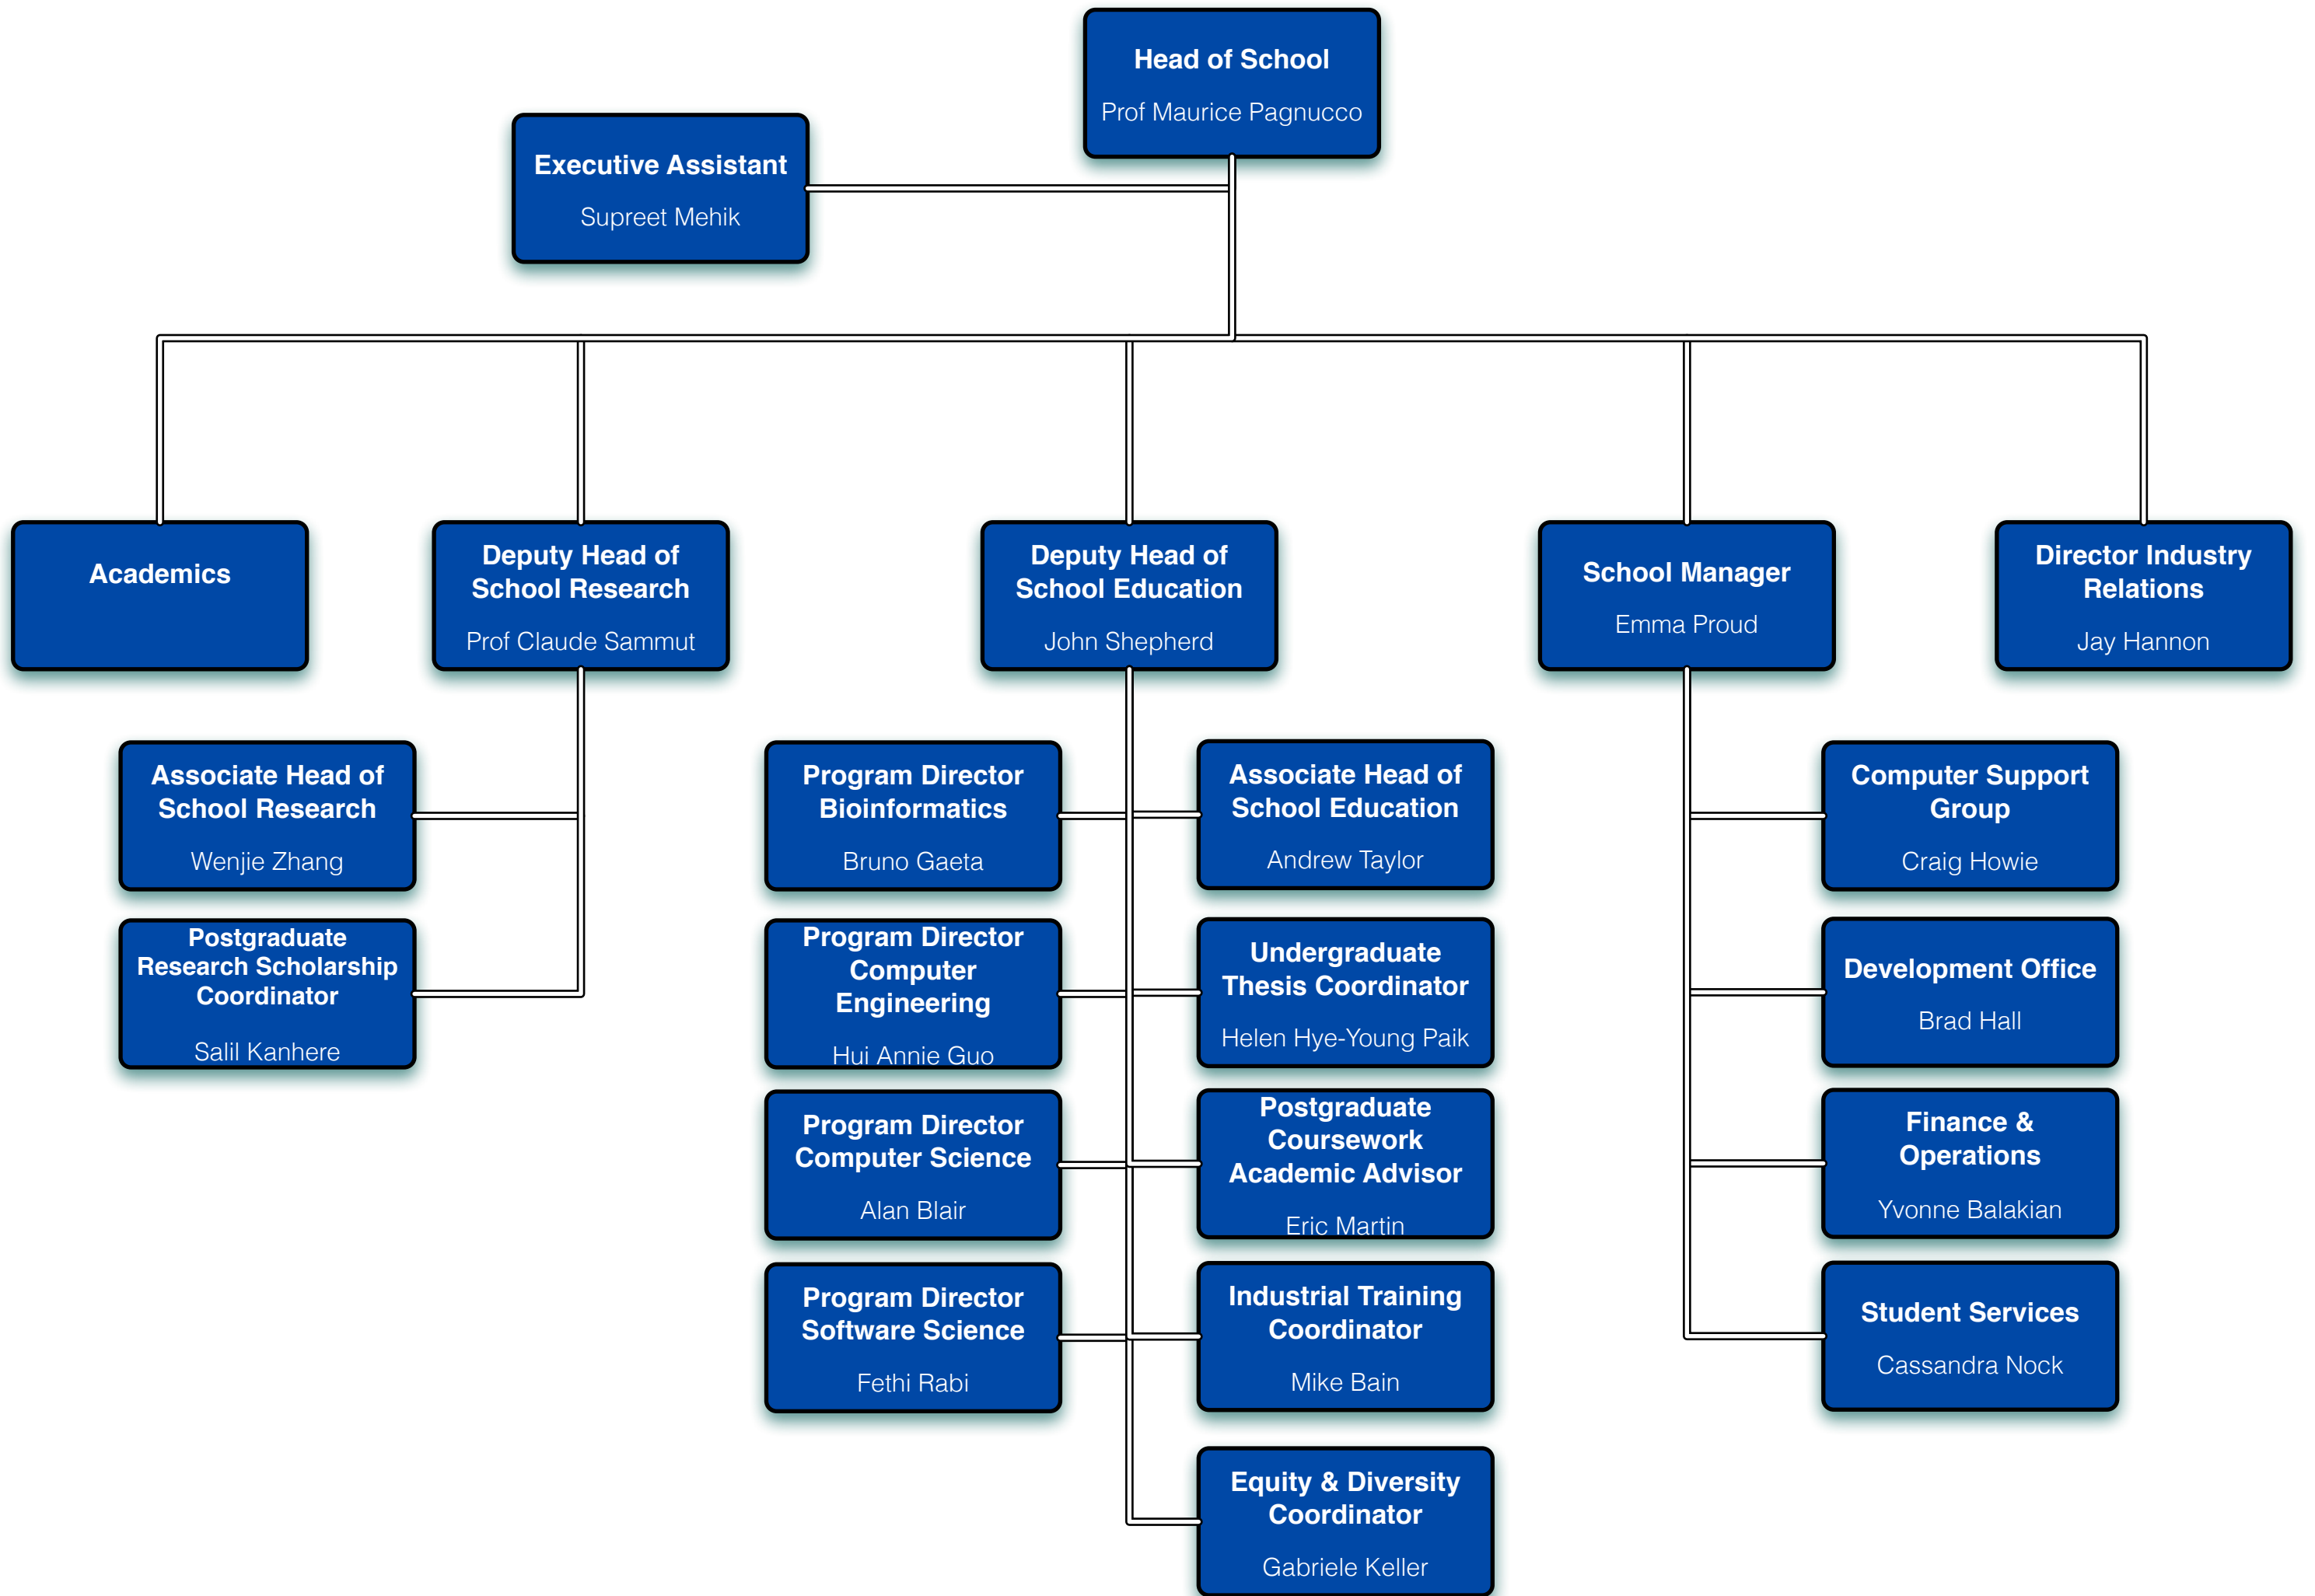 Head of School
Prof Maurice Pagnucco
Executive Assistant
Supreet Mehik
Academics
Deputy Head of
School Research
Prof Claude Sammut
Deputy Head of
School Education
John Shepherd
School Manager
Emma Proud
Director Industry
Relations
Jay Hannon
Associate Head of
School Research
Wenjie Zhang
Postgraduate
Research Scholarship
Coordinator
Salil Kanhere
Program Director
Bioinformatics
Bruno Gaeta
Program Director
Computer
Engineering
Hui Annie Guo
Program Director
Computer Science
Alan Blair
Program Director
Software Science
Fethi Rabi
Associate Head of
School Education
Andrew Taylor
Undergraduate
Thesis Coordinator
Helen Hye-Young Paik
Postgraduate
Coursework
Academic Advisor
Eric Martin
Industrial Training
Coordinator
Mike Bain
Equity & Diversity
Coordinator
Gabriele Keller
Computer Support
Group
Craig Howie
Development Office
Brad Hall
Finance &
Operations
Yvonne Balakian
Student Services
Cassandra Nock